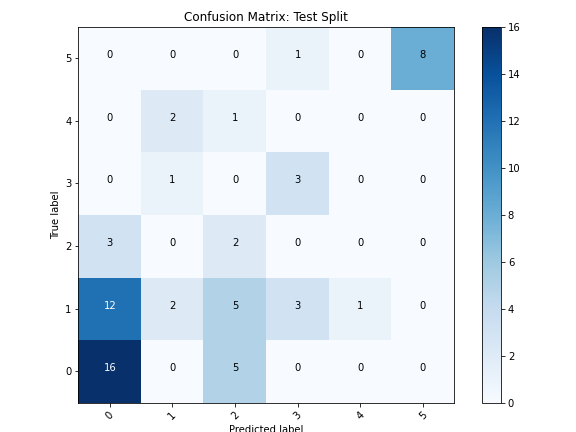 Confusion Matrix: Test Split
5 0 0 0 1 0 8
4 0 2 1 0 0 0
3 0 1 0 3 0 0
2 3 0 2 0 0 0
1 12 2 5 3 1 0
0 16 0 5 0 0 0
0 1 2 3 4 5
True label
Predicted label
16
14
12
10
8
6
4
2
0